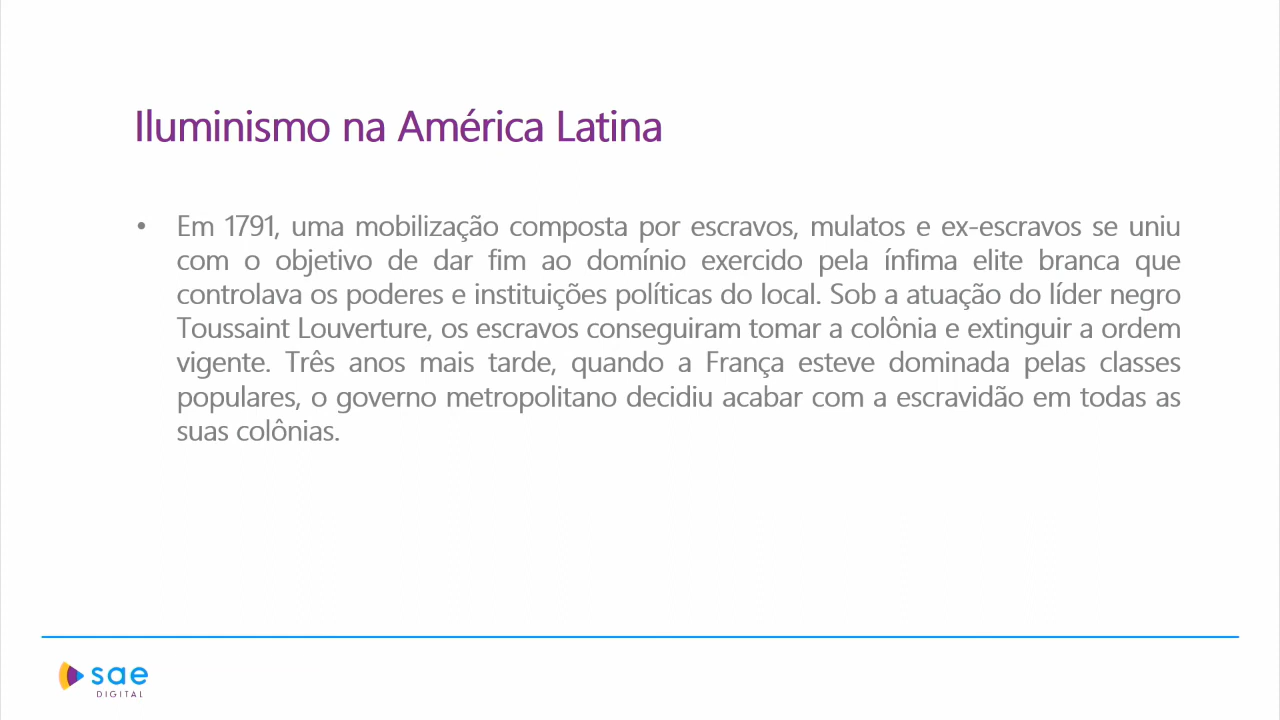 Iluminismo na América Latina
• Em 1791, uma mobilização composta por escravos, mulatos e ex-escravos se uniu
com o objetivo de dar fim ao domínio exercido pela ínfima elite branca que
controlava os poderes e instituições políticas do local. Sob a atuação do líder negro
Toussaint Louverture, os escravos conseguiram tomar a colônia e extinguir a ordem
vigente. Três anos mais tarde, quando a França esteve dominada pelas classes
populares, o governo metropolitano decidiu acabar com a escravidão em todas as
suas colônias.
sae
DIGITAL